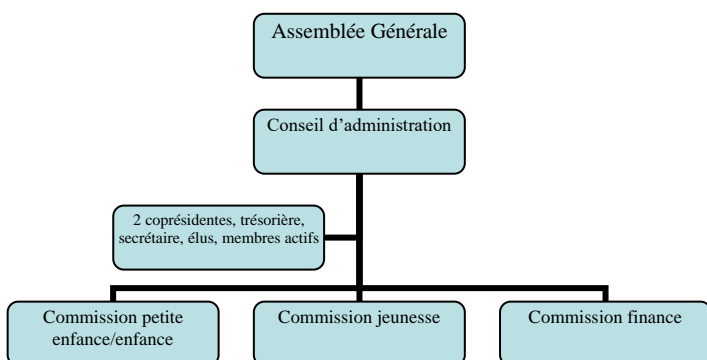 Assemblée Générale
Conseil d’administration
2 coprésidentes, trésorière,
secrétaire, élus, membres actifs
Commission petite
enfance/enfance
Commission jeunesse
Commission finance